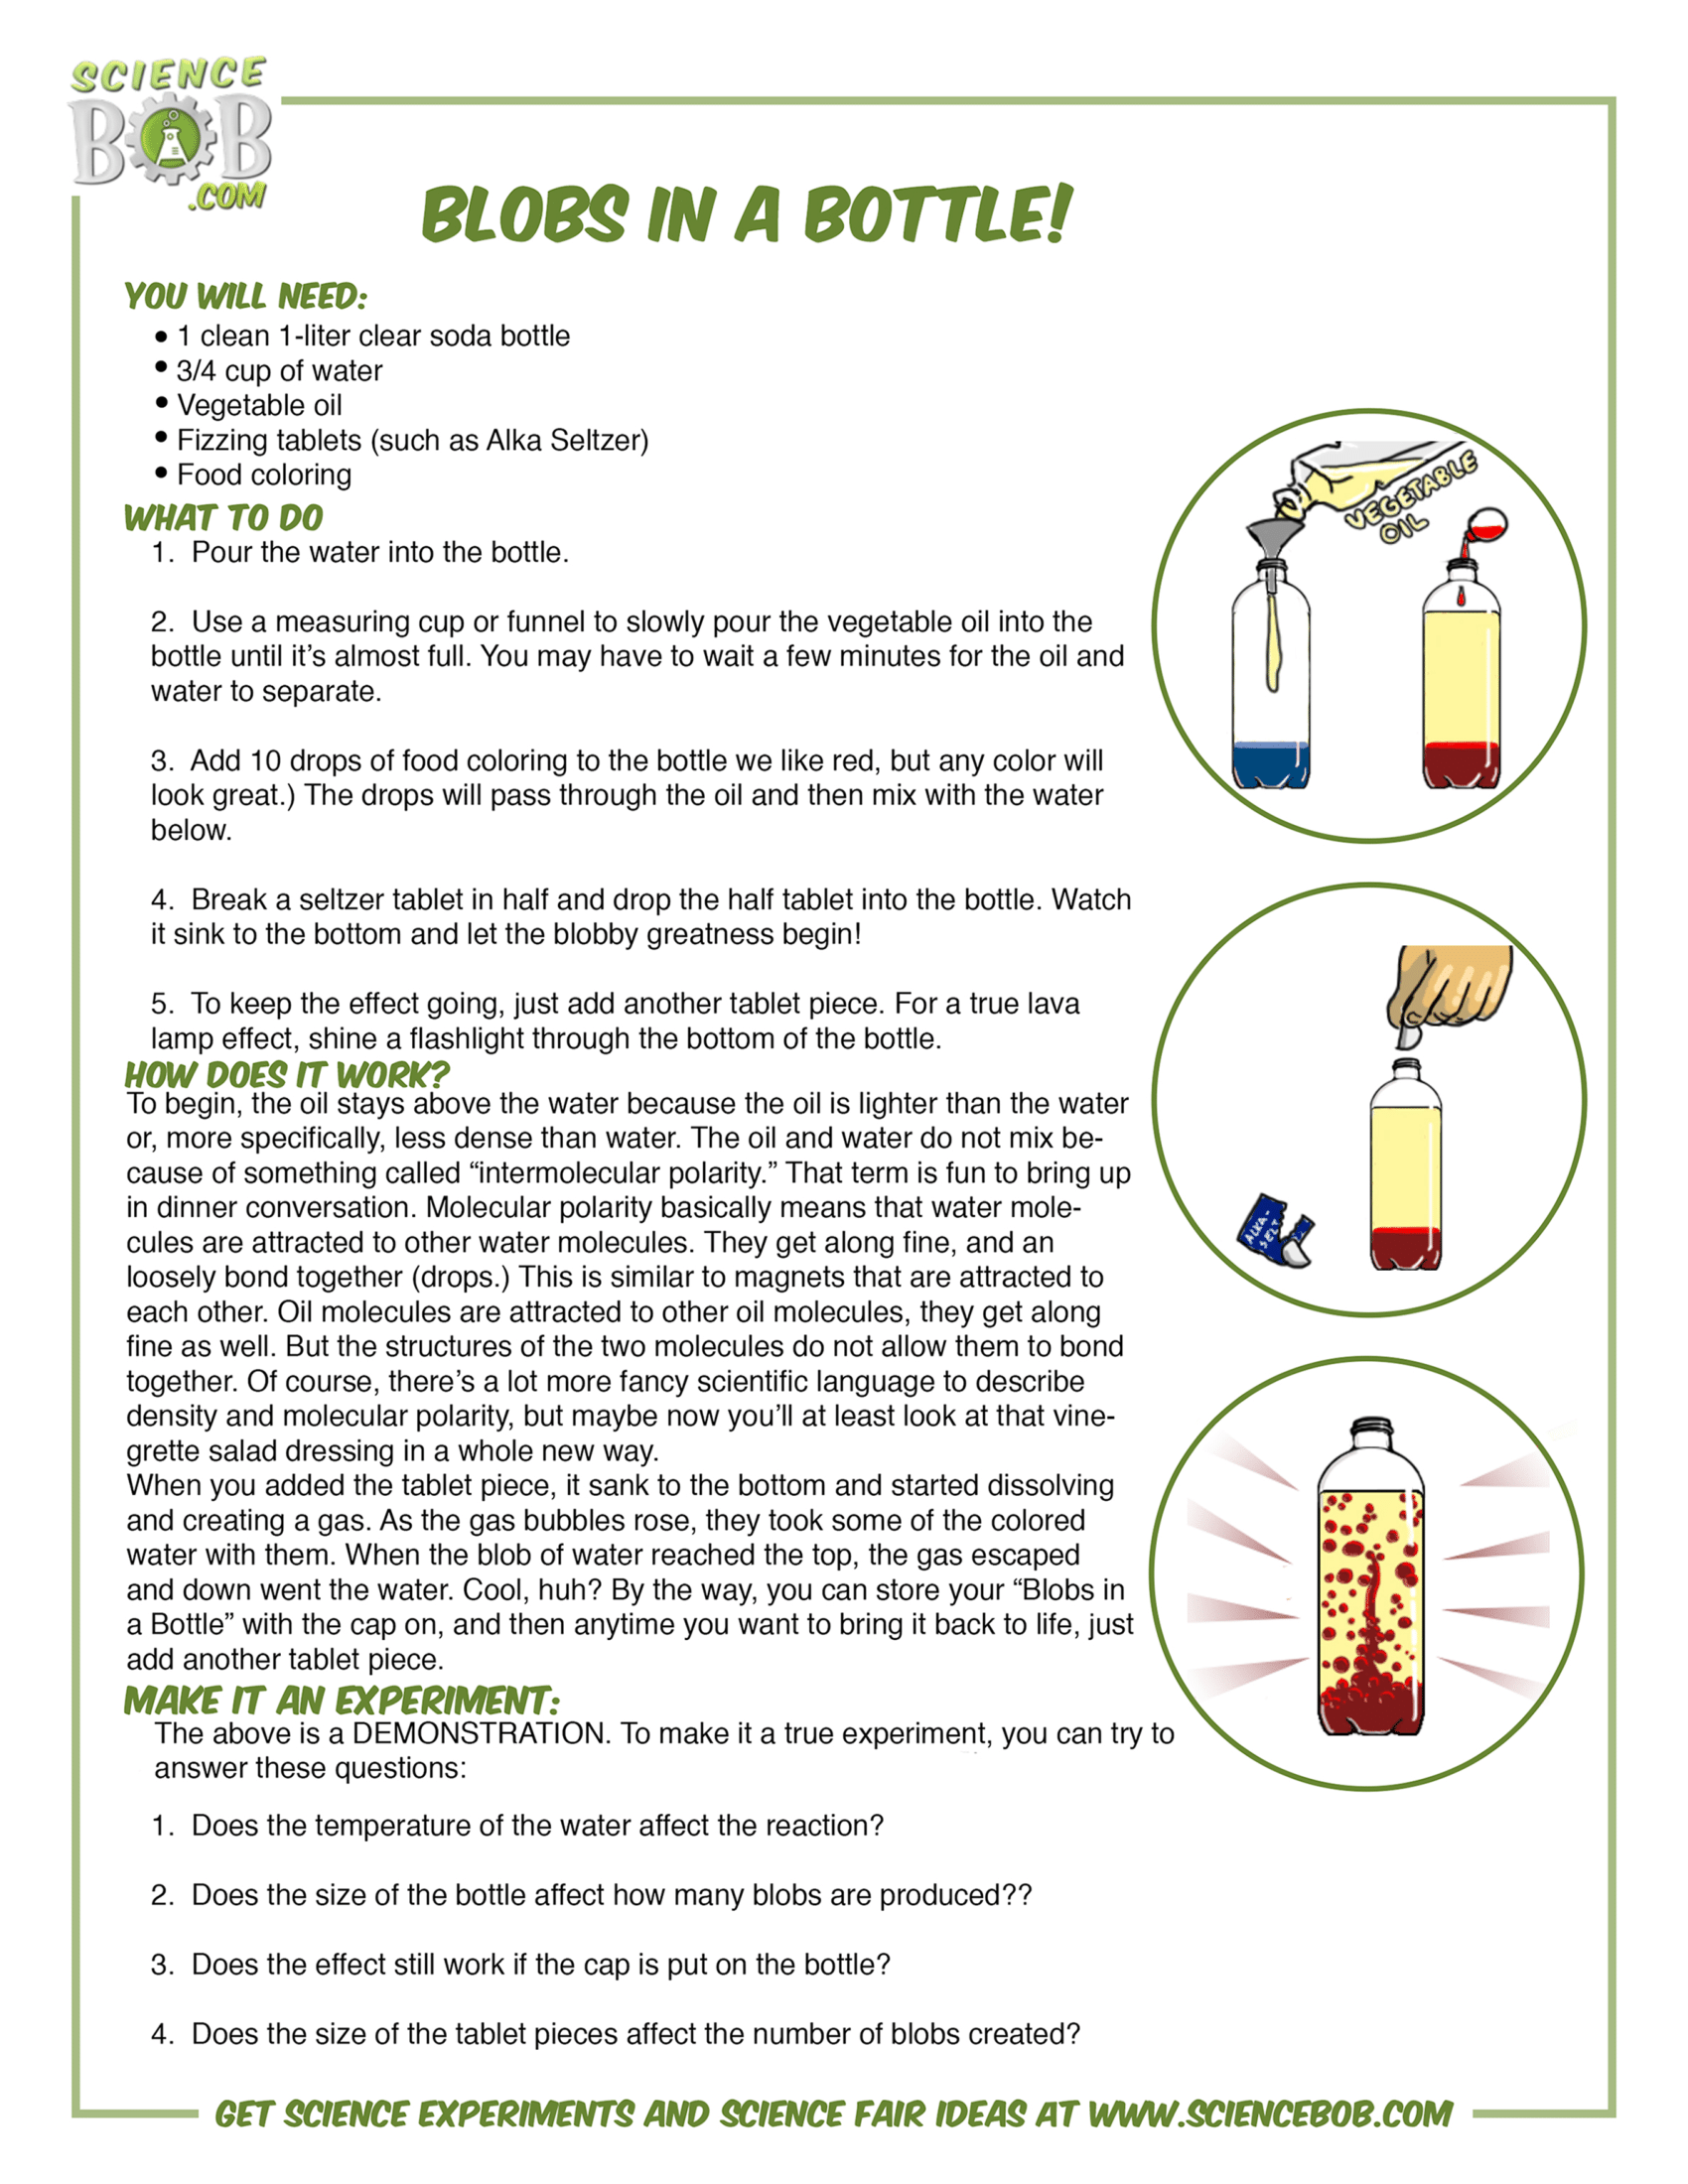 SCIENCE
BOB
.COM
BLOBS IN A BOTTLE!
YOU WILL NEED:
• 1 clean 1-liter clear soda bottle
• 3/4 cup of water
• Vegetable oil
• Fizzing tablets (such as Alka Seltzer)
• Food coloring
WHAT TO DO
1. Pour the water into the bottle.
2. Use a measuring cup or funnel to slowly pour the vegetable oil into the
bottle until it’s almost full. You may have to wait a few minutes for the oil and
water to separate.
3. Add 10 drops of food coloring to the bottle we like red, but any color will
look great.) The drops will pass through the oil and then mix with the water
below.
4. Break a seltzer tablet in half and drop the half tablet into the bottle. Watch
it sink to the bottom and let the blobby greatness begin!
5. To keep the effect going, just add another tablet piece. For a true lava
lamp effect, shine a flashlight through the bottom of the bottle.
HOW DOES IT WORK?
To begin, the oil stays above the water because the oil is lighter than the water
or, more specifically, less dense than water. The oil and water do not mix be-
cause of something called “intermolecular polarity.” That term is fun to bring up
in dinner conversation. Molecular polarity basically means that water mole-
cules are attracted to other water molecules. They get along fine, and an
loosely bond together (drops.) This is similar to magnets that are attracted to
each other. Oil molecules are attracted to other oil molecules, they get along
fine as well. But the structures of the two molecules do not allow them to bond
together. Of course, there’s a lot more fancy scientific language to describe
density and molecular polarity, but maybe now you’ll at least look at that vine-
grette salad dressing in a whole new way.
When you added the tablet piece, it sank to the bottom and started dissolving
and creating a gas. As the gas bubbles rose, they took some of the colored
water with them. When the blob of water reached the top, the gas escaped
and down went the water. Cool, huh? By the way, you can store your “Blobs in
a Bottle” with the cap on, and then anytime you want to bring it back to life, just
add another tablet piece.
MAKE IT AN EXPERIMENT:
The above is a DEMONSTRATION. To make it a true experiment, you can try to
answer these questions:
1. Does the temperature of the water affect the reaction?
2. Does the size of the bottle affect how many blobs are produced??
3. Does the effect still work if the cap is put on the bottle?
4. Does the size of the tablet pieces affect the number of blobs created?
VEGETABLE
OIL
ALKA-
SELT
GET SCIENCE EXPERIMENTS AND SCIENCE FAIR IDEAS AT WWW.SCIENCEBOB.COM